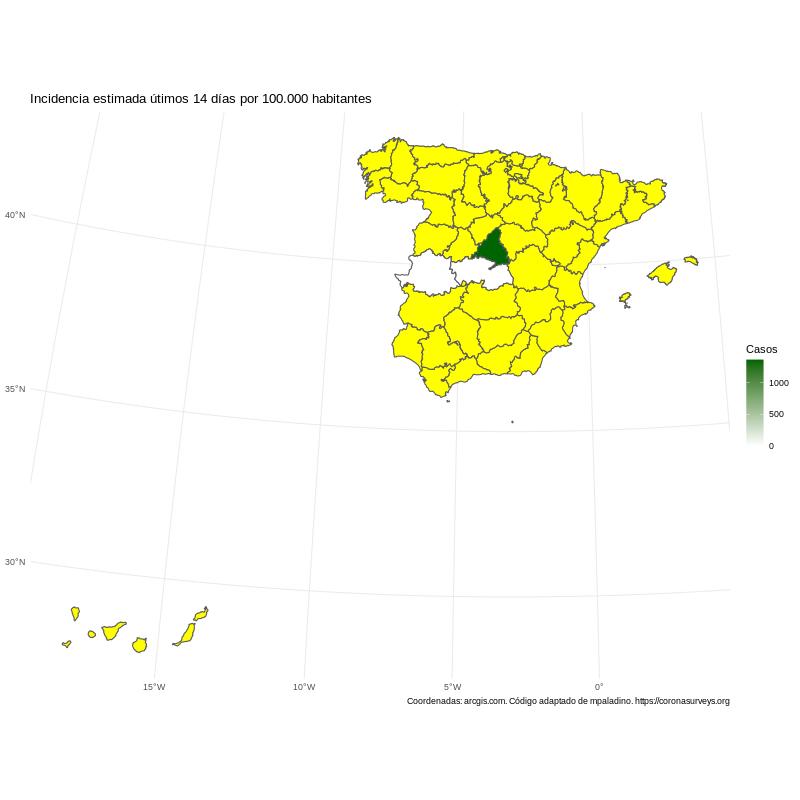 Incidencia estimada útimos 14 días por 100.000 habitantes
40°N
35°N
30°N
15°W
10°W
5°W
0°
Casos
1000
500
0
Coordenadas: arcgis.com. Código adaptado de mpaladino. https://coronasurveys.org